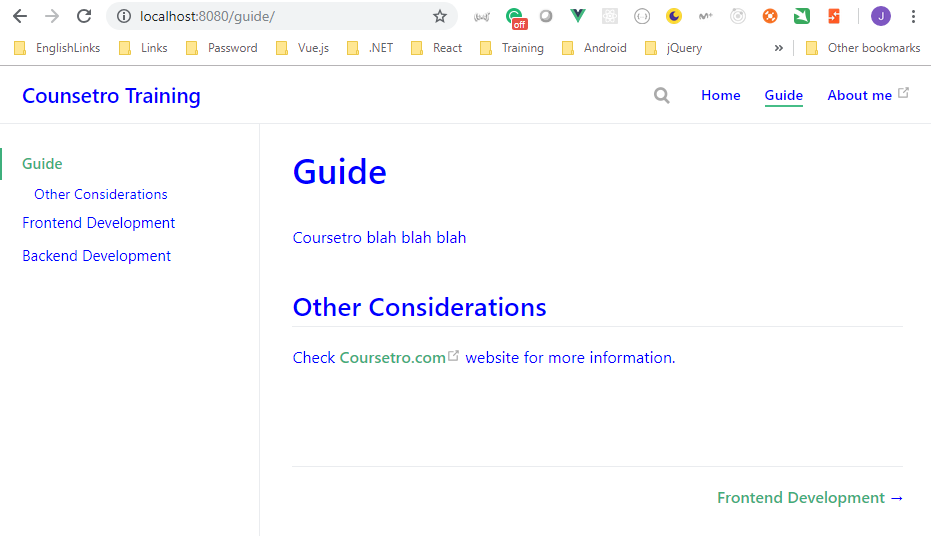 localhost:8080/guide/
off
J
EnglishLinks Links Password Vue.js .NET React Training Android jQuery » Other bookmarks
Counsetro Training Home Guide About me
Guide
Other Considerations
Frontend Development
Backend Development
Guide
Coursetro blah blah blah
Other Considerations
Check Coursetro.com website for more information.
Frontend Development →